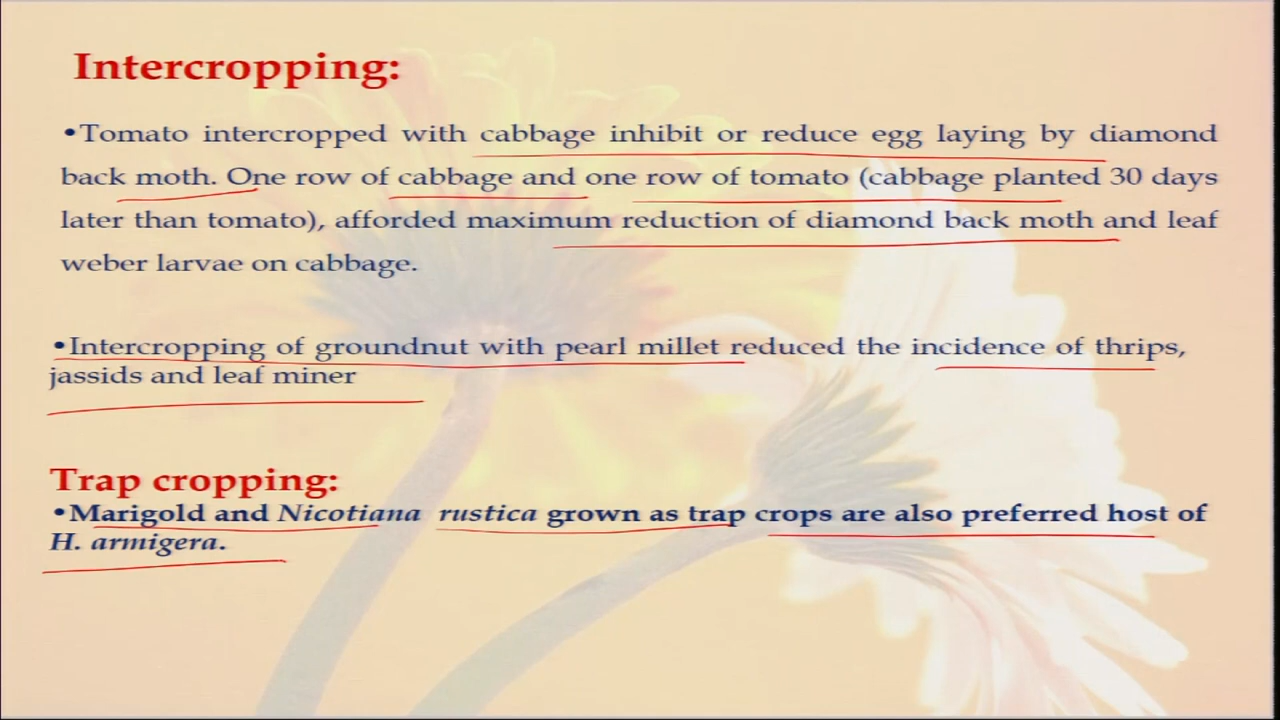 Intercropping:
•Tomato intercropped with cabbage inhibit or reduce egg laying by diamond
back moth. One row of cabbage and one row of tomato (cabbage planted 30 days
later than tomato), afforded maximum reduction of diamond back moth and leaf
weber larvae on cabbage.
•Intercropping of groundnut with pearl millet reduced the incidence of thrips,
jassids and leaf miner
Trap cropping:
•Marigold and Nicotiana rustica grown as trap crops are also preferred host of
H. armigera.